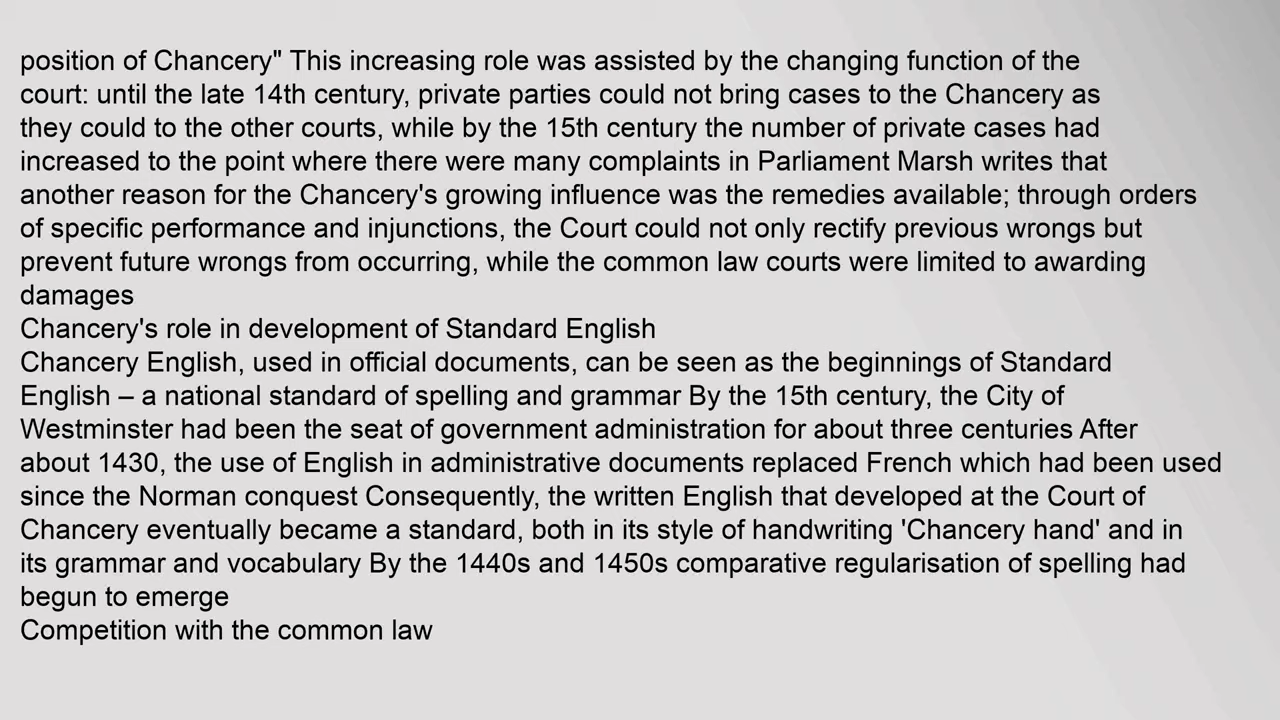 position of Chancery" This increasing role was assisted by the changing function of the
court: until the late 14th century, private parties could not bring cases to the Chancery as
they could to the other courts, while by the 15th century the number of private cases had
increased to the point where there were many complaints in Parliament Marsh writes that
another reason for the Chancery's growing influence was the remedies available; through orders
of specific performance and injunctions, the Court could not only rectify previous wrongs but
prevent future wrongs from occurring, while the common law courts were limited to awarding
damages
Chancery's role in development of Standard English
Chancery English, used in official documents, can be seen as the beginnings of Standard
English – a national standard of spelling and grammar By the 15th century, the City of
Westminster had been the seat of government administration for about three centuries After
about 1430, the use of English in administrative documents replaced French which had been used
since the Norman conquest Consequently, the written English that developed at the Court of
Chancery eventually became a standard, both in its style of handwriting 'Chancery hand' and in
its grammar and vocabulary By the 1440s and 1450s comparative regularisation of spelling had
begun to emerge
Competition with the common law